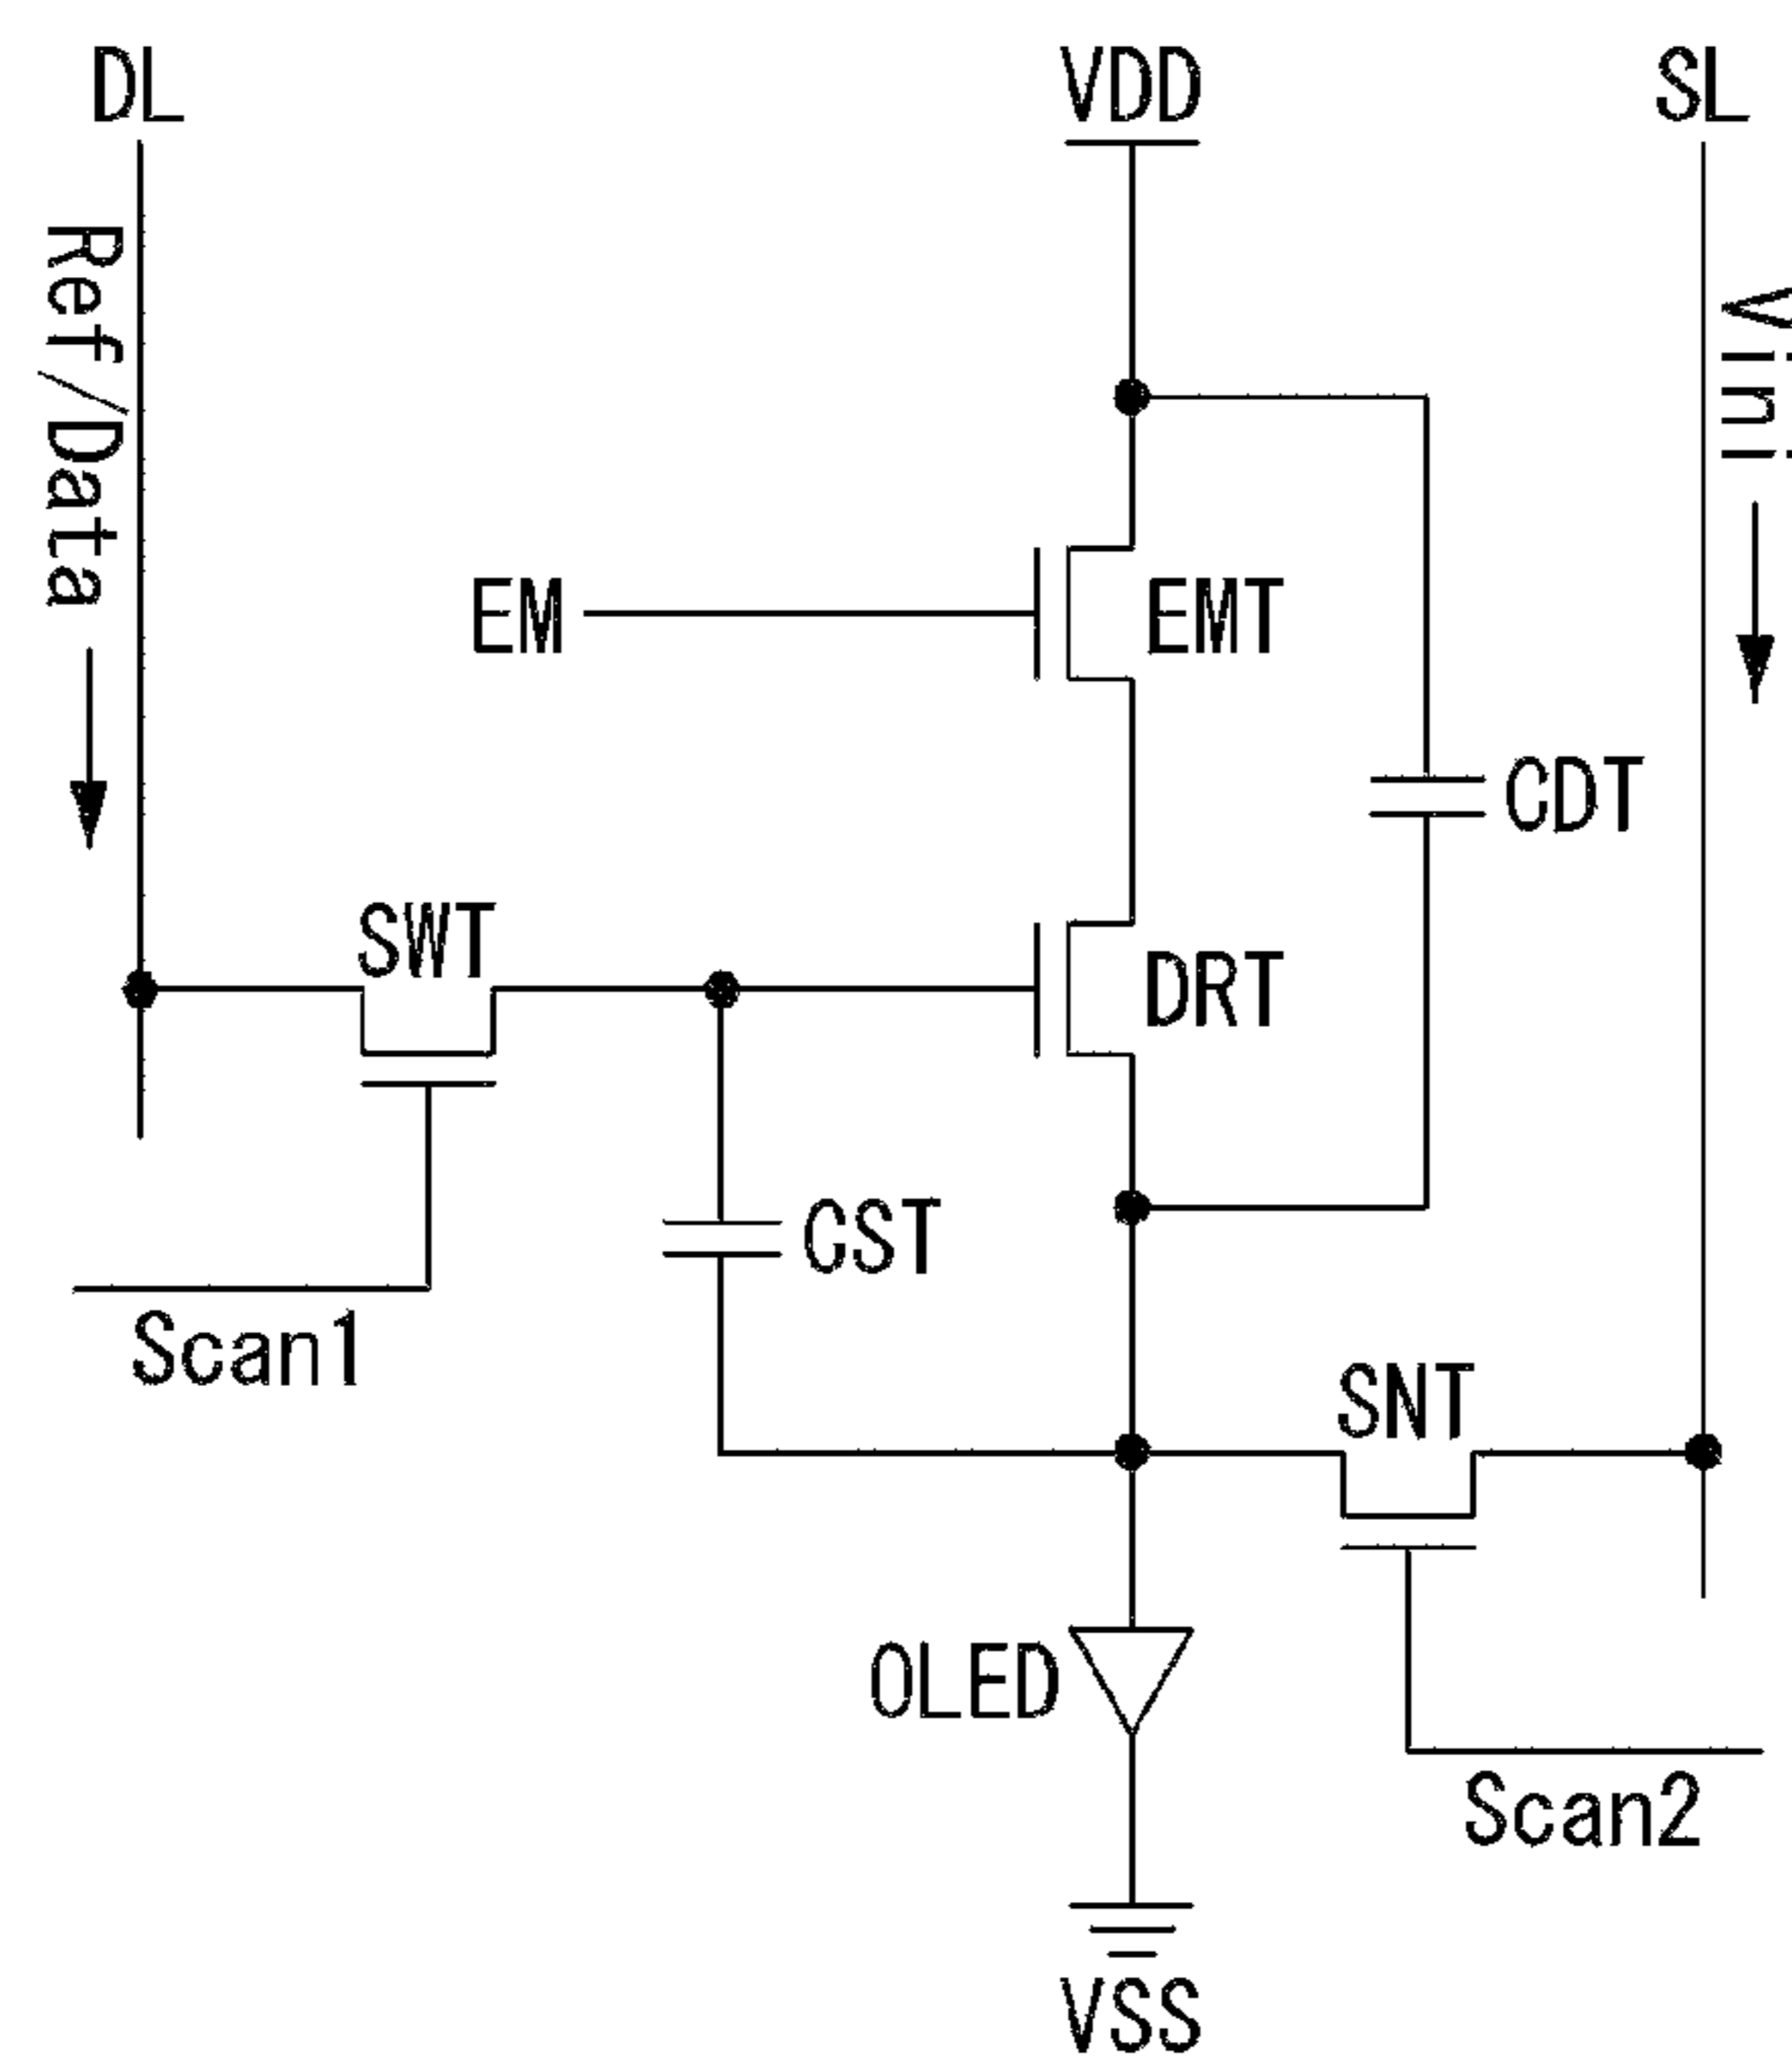 DL
VDD
SL
Ref/Data
Vini
EM
EMT
CDT
SWT
DRT
CST
Scan1
SNT
OLED
Scan2
VSS